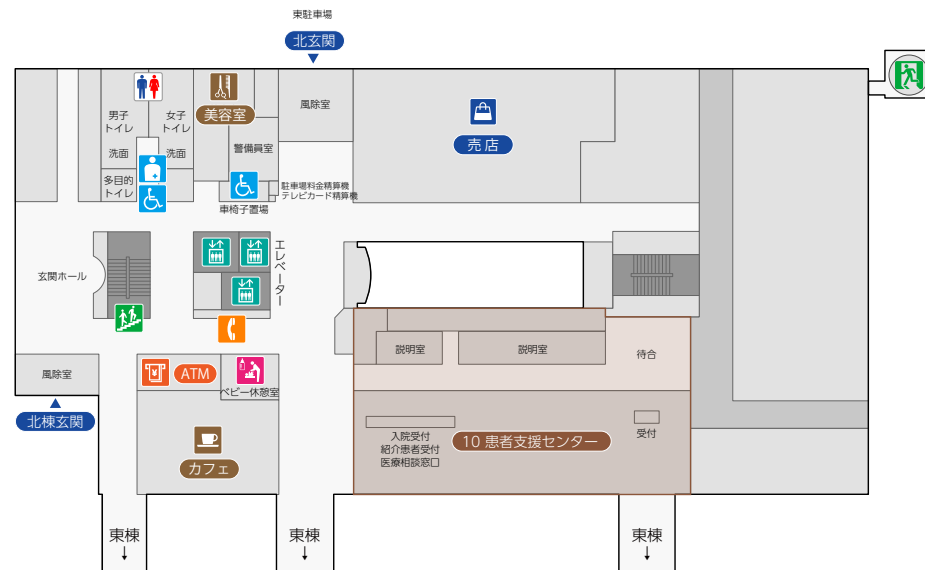 東駐車場
北玄関
男子
トイレ
女子
トイレ
美容室
風除室
売店
洗面
洗面
警備員室
多目的
トイレ
駐車場料金精算機
テレビカード精算機
車椅子置場
エレベーター
玄関ホール
説明室
説明室
待合
風除室
ATM
ベビー休憩室
北棟玄関
入院受付
紹介患者受付
医療相談窓口
10 患者支援センター
受付
カフェ
東棟
東棟
東棟